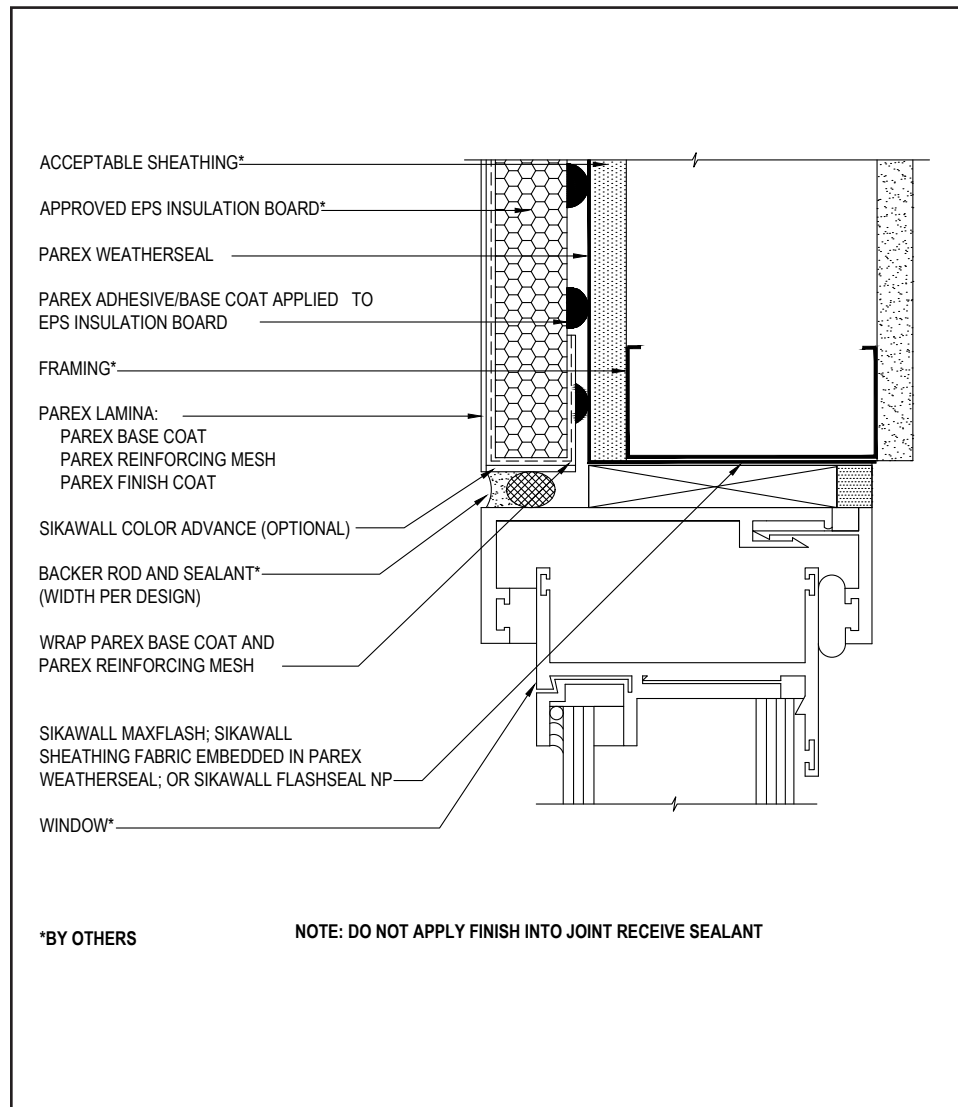 ACCEPTABLE SHEATHING*
APPROVED EPS INSULATION BOARD*
PAREX WEATHERSEAL
PAREX ADHESIVE/BASE COAT APPLIED TO
EPS INSULATION BOARD
FRAMING*
PAREX LAMINA:
PAREX BASE COAT
PAREX REINFORCING MESH
PAREX FINISH COAT
SIKAWALL COLOR ADVANCE (OPTIONAL)
BACKER ROD AND SEALANT*
(WIDTH PER DESIGN)
WRAP PAREX BASE COAT AND
PAREX REINFORCING MESH
SIKAWALL MAXFLASH; SIKAWALL
SHEATHING FABRIC EMBEDDED IN PAREX
WEATHERSEAL; OR SIKAWALL FLASHSEAL NP
WINDOW*
*BY OTHERS
NOTE: DO NOT APPLY FINISH INTO JOINT RECEIVE SEALANT